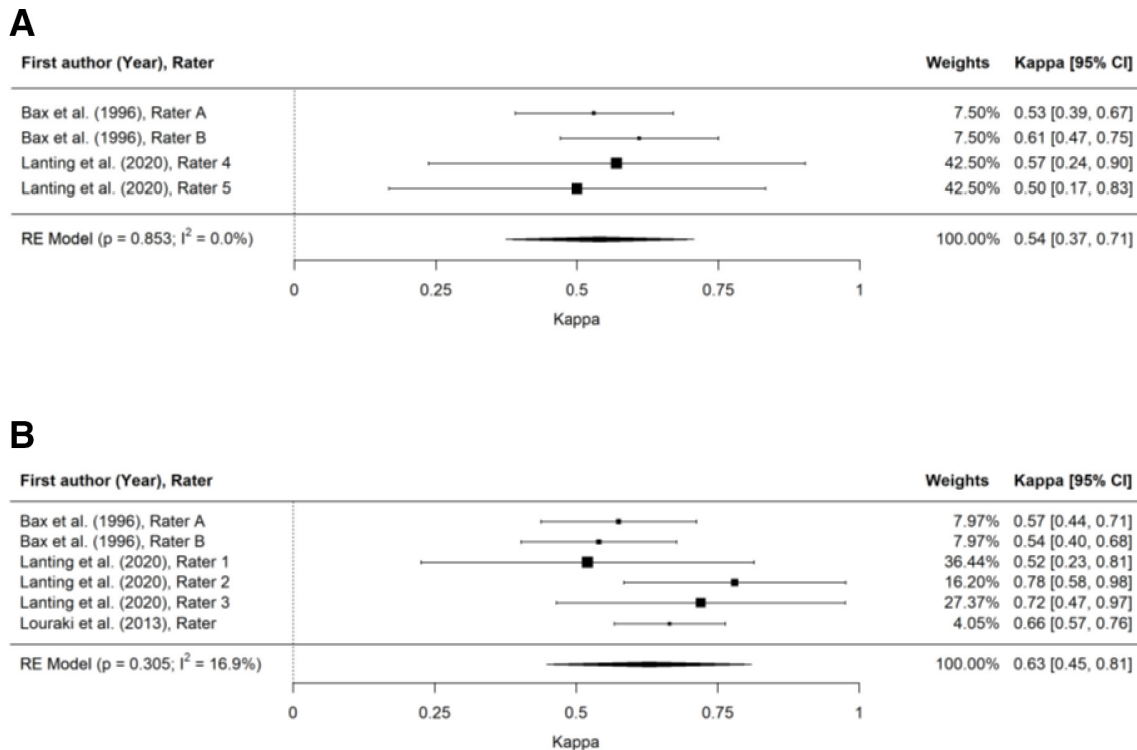 A
First author (Year), Rater Weights Kappa [95% CI]
Bax et al. (1996), Rater A 7.50% 0.53 [0.39, 0.67]
Bax et al. (1996), Rater B 7.50% 0.61 [0.47, 0.75]
Lanting et al. (2020), Rater 4 42.50% 0.57 [0.24, 0.90]
Lanting et al. (2020), Rater 5 42.50% 0.50 [0.17, 0.83]
RE Model (p = 0.853; I² = 0.0%) 100.00% 0.54 [0.37, 0.71]
0 0.25 0.5 0.75 1
Kappa
B
First author (Year), Rater Weights Kappa [95% CI]
Bax et al. (1996), Rater A 7.97% 0.57 [0.44, 0.71]
Bax et al. (1996), Rater B 7.97% 0.54 [0.40, 0.68]
Lanting et al. (2020), Rater 1 36.44% 0.52 [0.23, 0.81]
Lanting et al. (2020), Rater 2 16.20% 0.78 [0.58, 0.98]
Lanting et al. (2020), Rater 3 27.37% 0.72 [0.47, 0.97]
Louraki et al. (2013), Rater 4.05% 0.66 [0.57, 0.76]
RE Model (p = 0.305; I² = 16.9%) 100.00% 0.63 [0.45, 0.81]
0 0.25 0.5 0.75 1
Kappa